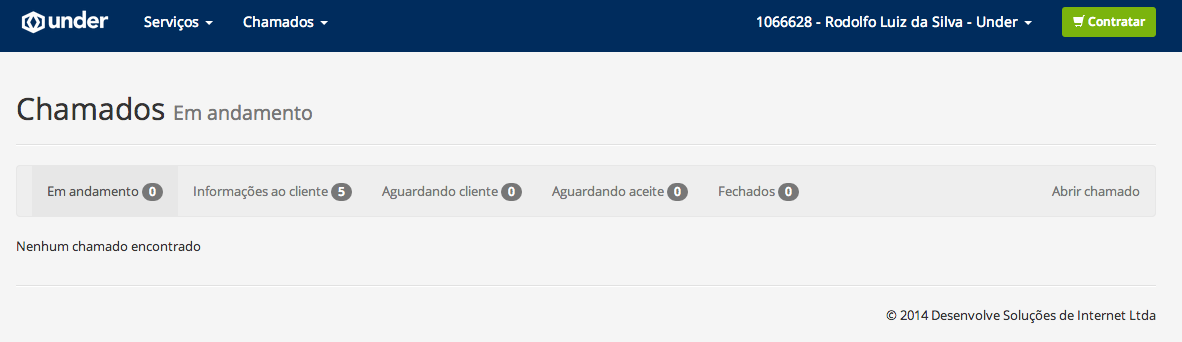 under Serviços Chamados 1066628 - Rodolfo Luiz da Silva - Under Contratar
Chamados Em andamento
Em andamento 0 Informações ao cliente 5 Aguardando cliente 0 Aguardando aceite 0 Fechados 0 Abrir chamado
Nenhum chamado encontrado
© 2014 Desenvolve Soluções de Internet Ltda